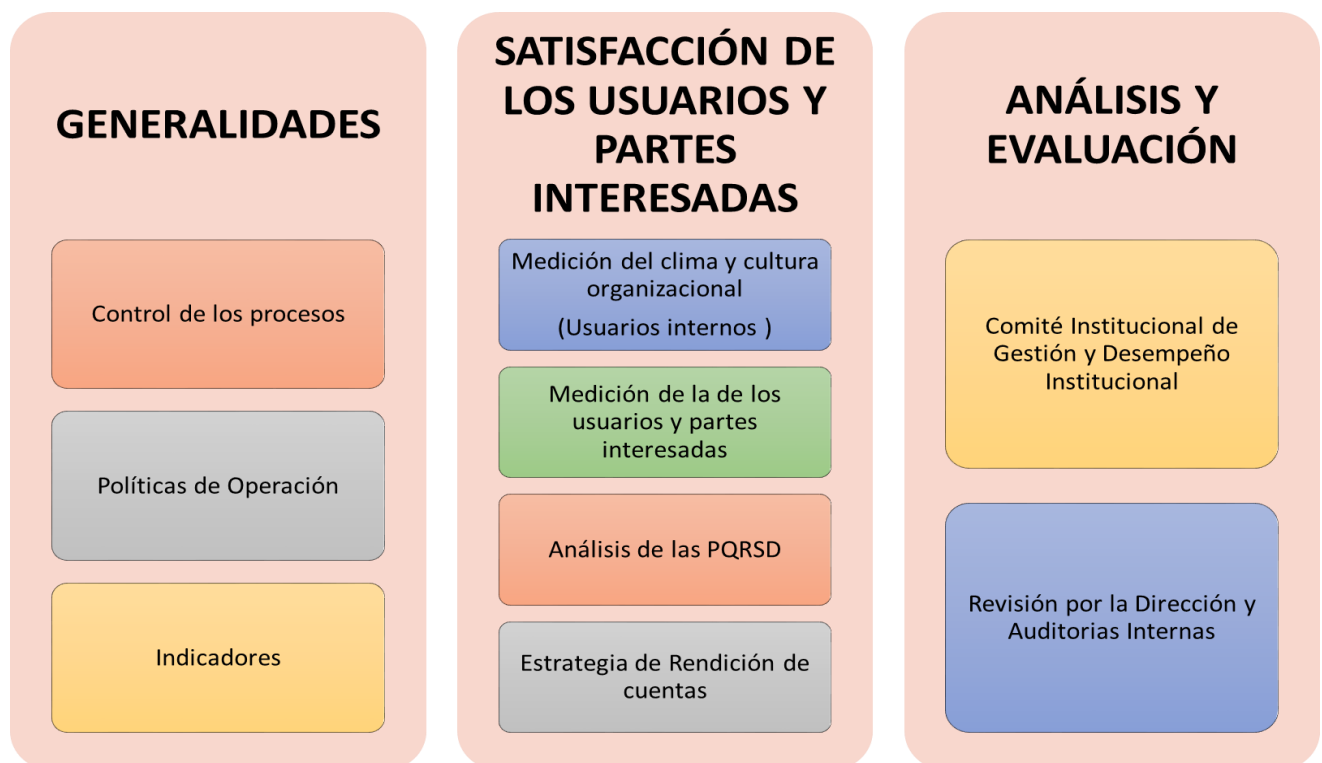 GENERALIDADES
Control de los procesos
Políticas de Operación
Indicadores
SATISFACCIÓN DE
LOS USUARIOS Y
PARTES
INTERESADAS
Medición del clima y cultura
organizacional
(Usuarios internos )
Medición de la de los
usuarios y partes
interesadas
Análisis de las PQRSD
Estrategia de Rendición de
cuentas
ANÁLISIS Y
EVALUACIÓN
Comité Institucional de
Gestión y Desempeño
Institucional
Revisión por la Dirección y
Auditorias Internas